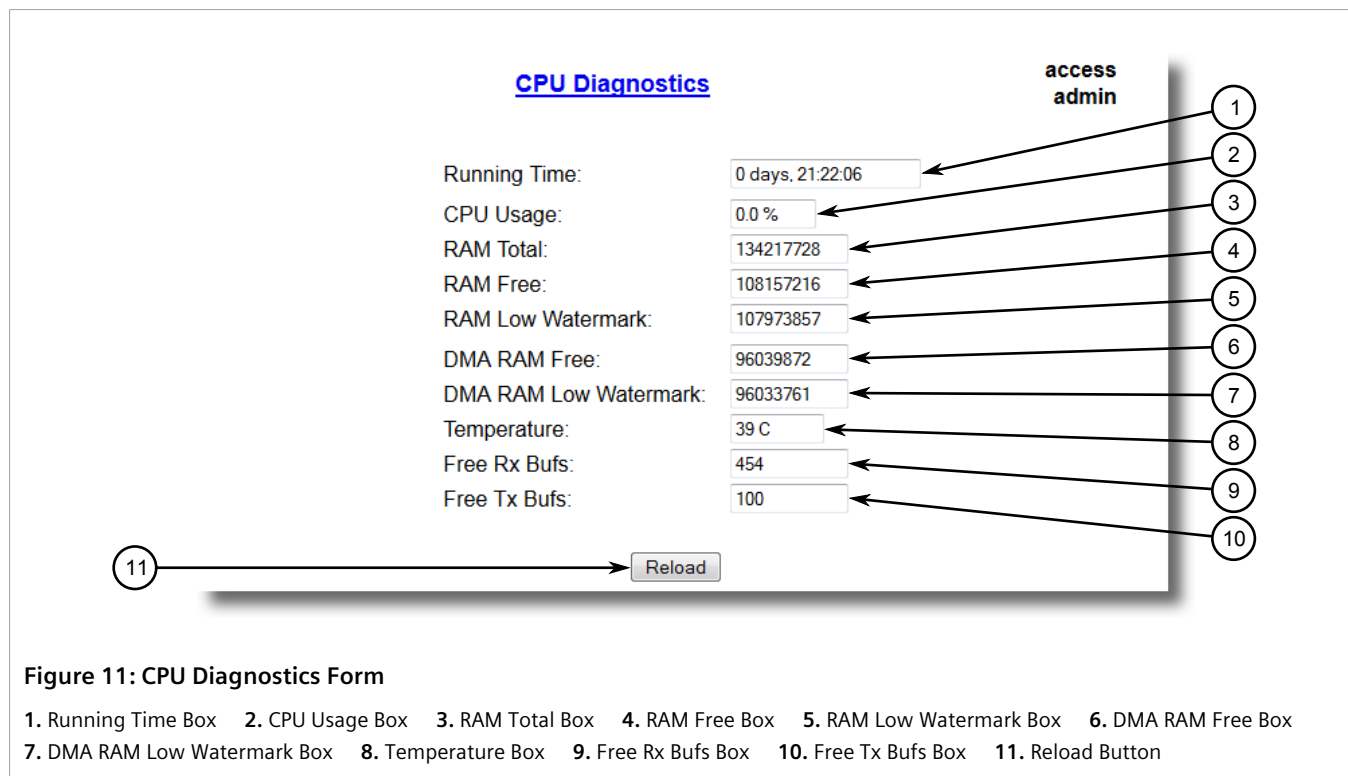 CPU Diagnostics
access
admin
Running Time: 0 days, 21:22:06
CPU Usage: 0.0 %
RAM Total: 134217728
RAM Free: 108157216
RAM Low Watermark: 107973857
DMA RAM Free: 96039872
DMA RAM Low Watermark: 96033761
Temperature: 39 C
Free Rx Bufs: 454
Free Tx Bufs: 100
Reload
1
2
3
4
5
6
7
8
9
10
11
Figure 11: CPU Diagnostics Form
1. Running Time Box 2. CPU Usage Box 3. RAM Total Box 4. RAM Free Box 5. RAM Low Watermark Box 6. DMA RAM Free Box
7. DMA RAM Low Watermark Box 8. Temperature Box 9. Free Rx Bufs Box 10. Free Tx Bufs Box 11. Reload Button